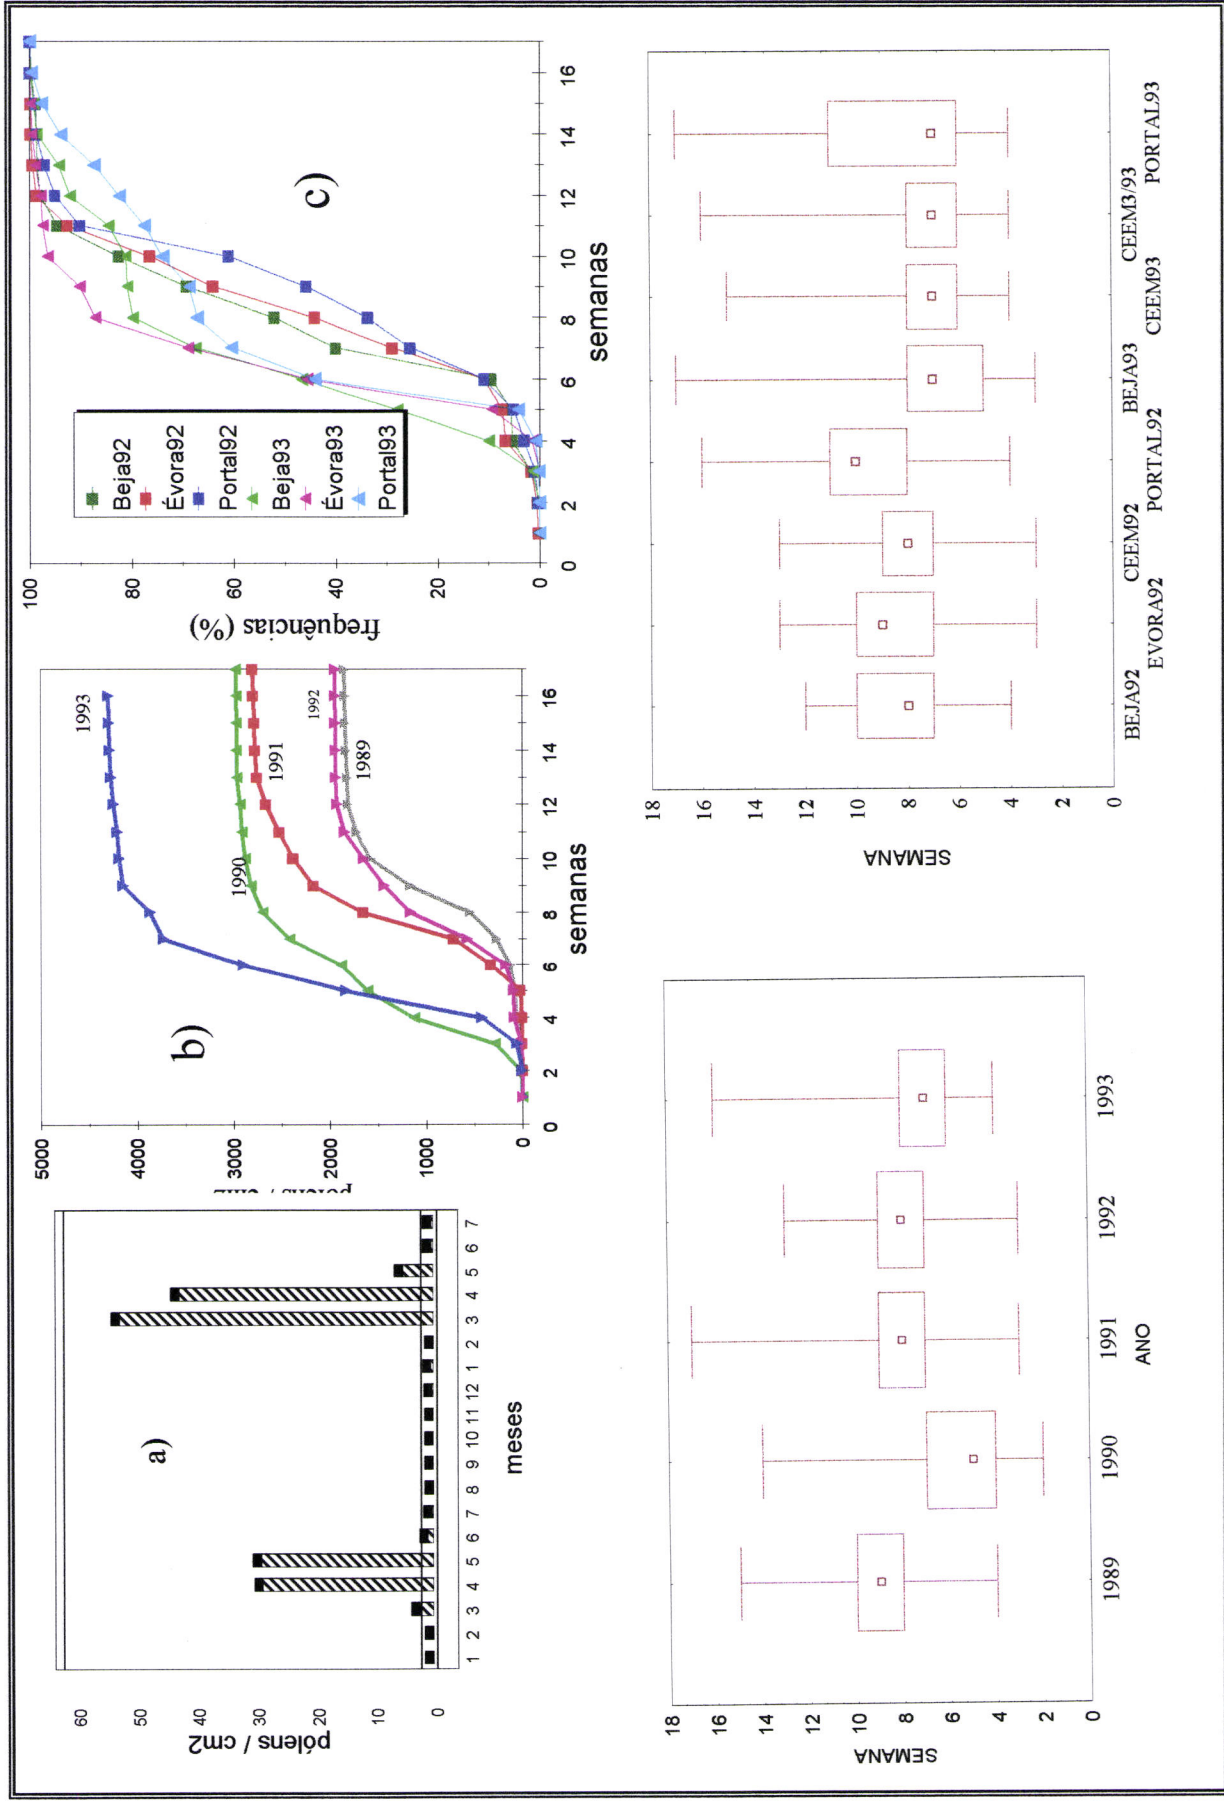 a)
60
50
40
30
20
10
0
pólens / cm2
1 2 3 4 5 6 7 8 9 10 11 12 1 2 3 4 5 6 7
meses
b)
5000
4000
3000
2000
1000
0
pólens / cm2
1993
1990
1991
1992
1989
0 2 4 6 8 10 12 14 16
semanas
c)
100
80
60
40
20
0
frequências (%)
Beja92
Évora92
Portal92
Beja93
Évora93
Portal93
0 2 4 6 8 10 12 14 16
semanas
18
16
14
12
10
8
6
4
2
0
SEMANA
1989 1990 1991 1992 1993
ANO
18
16
14
12
10
8
6
4
2
0
SEMANA
BEJA92 EVORA92 CEEM92 PORTAL92 BEJA93 CEEM93 CEEM3/93 PORTAL93